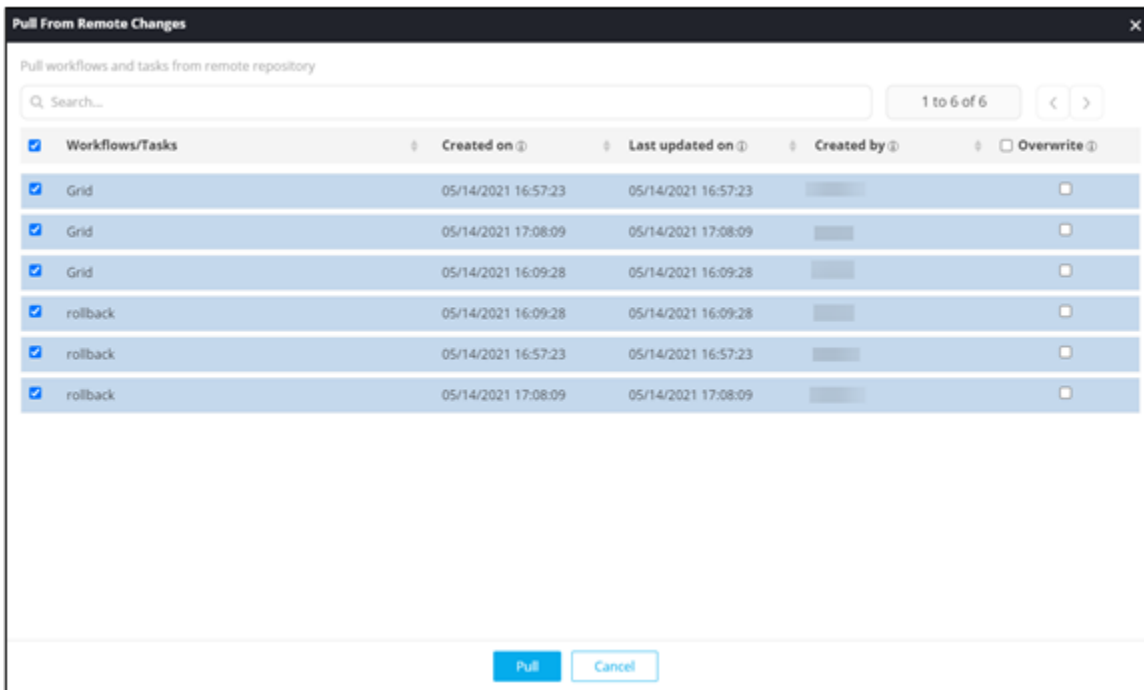 Pull From Remote Changes
Pull workflows and tasks from remote repository
Search... 1 to 6 of 6
Workflows/Tasks Created on Last updated on Created by Overwrite
Grid 05/14/2021 16:57:23 05/14/2021 16:57:23
Grid 05/14/2021 17:08:09 05/14/2021 17:08:09
Grid 05/14/2021 16:09:28 05/14/2021 16:09:28
rollback 05/14/2021 16:09:28 05/14/2021 16:09:28
rollback 05/14/2021 16:57:23 05/14/2021 16:57:23
rollback 05/14/2021 17:08:09 05/14/2021 17:08:09
Pull Cancel